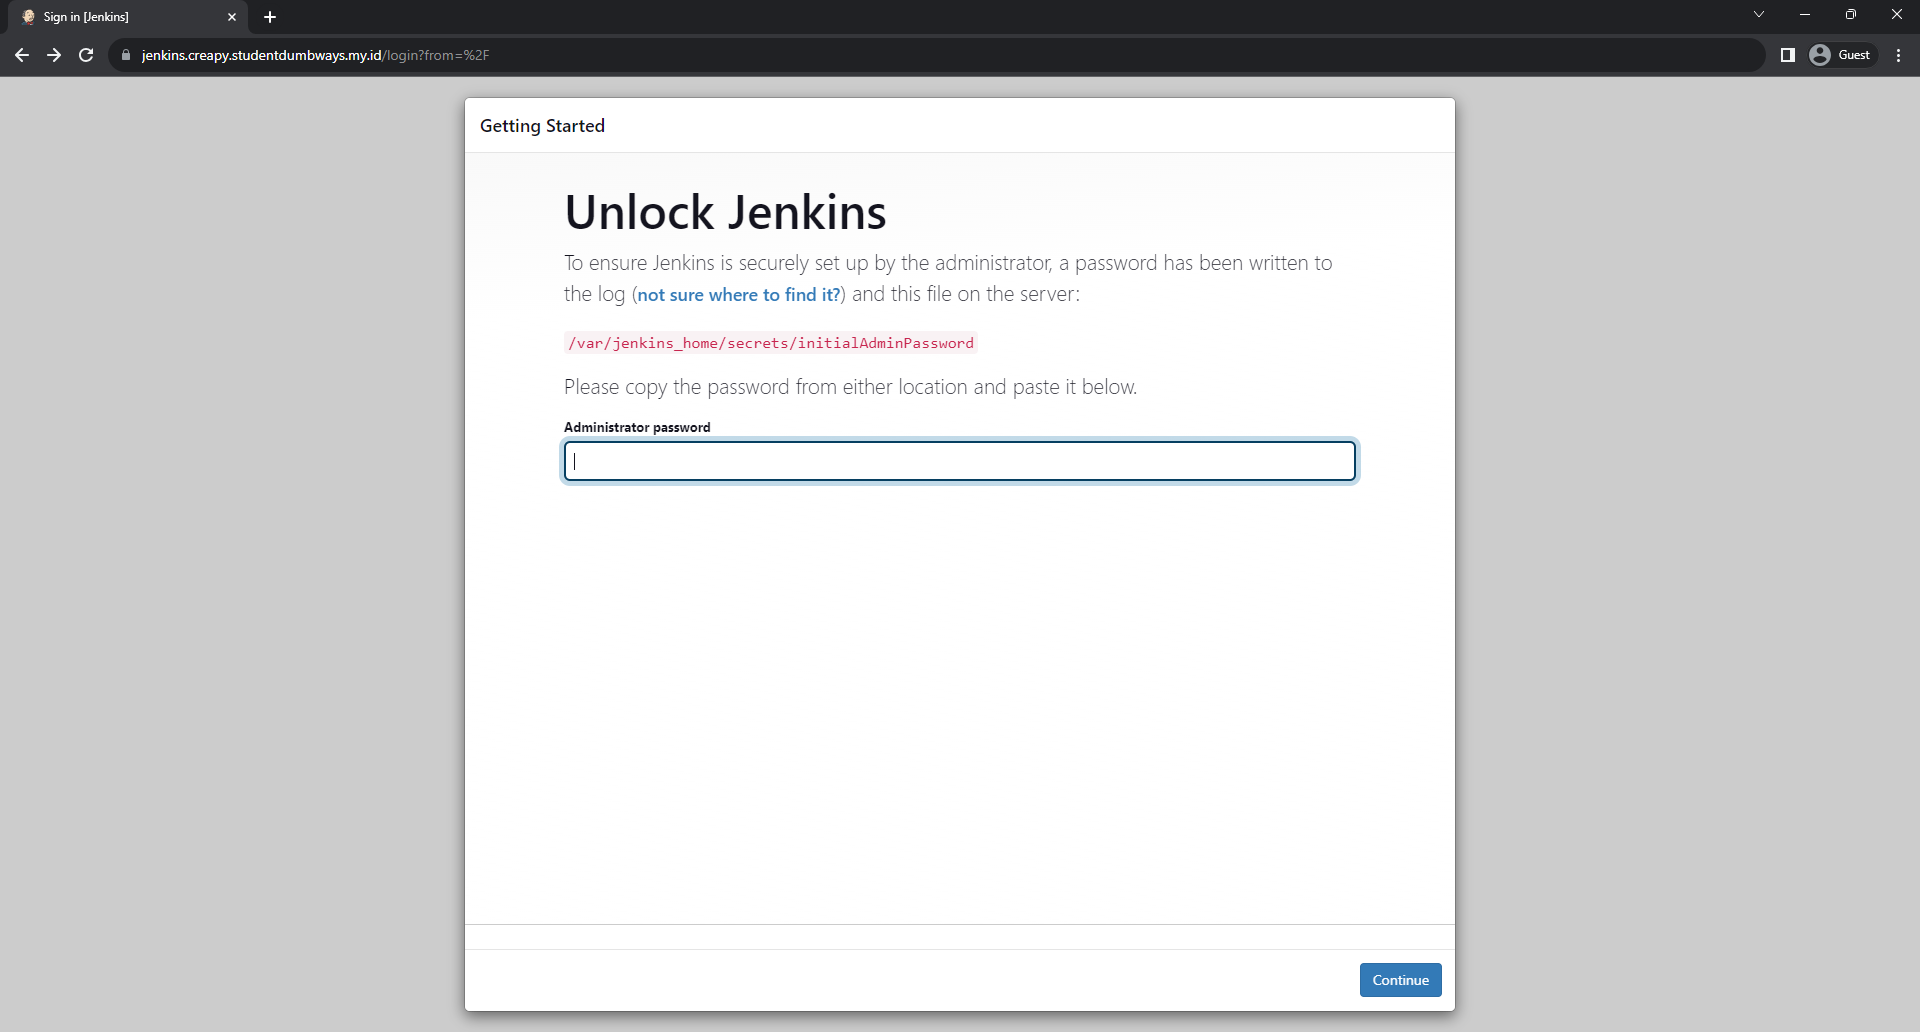 Sign in [Jenkins]
jenkins.creapy.studentdumbways.my.id/login?from=%2F
Guest
Getting Started
Unlock Jenkins
To ensure Jenkins is securely set up by the administrator, a password has been written to
the log (not sure where to find it?) and this file on the server:
/var/jenkins_home/secrets/initialAdminPassword
Please copy the password from either location and paste it below.
Administrator password
Continue